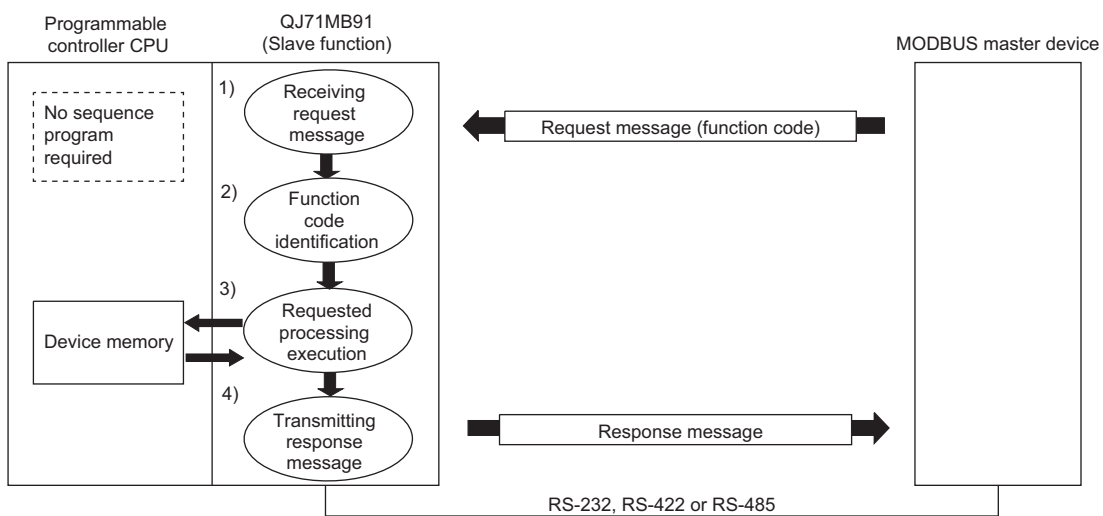 Programmable
controller CPU
QJ71MB91
(Slave function)
MODBUS master device
No sequence
program
required
1)
Receiving
request
message
Request message (function code)
2)
Function
code
identification
3)
Requested
processing
execution
Device memory
4)
Transmitting
response
message
Response message
RS-232, RS-422 or RS-485